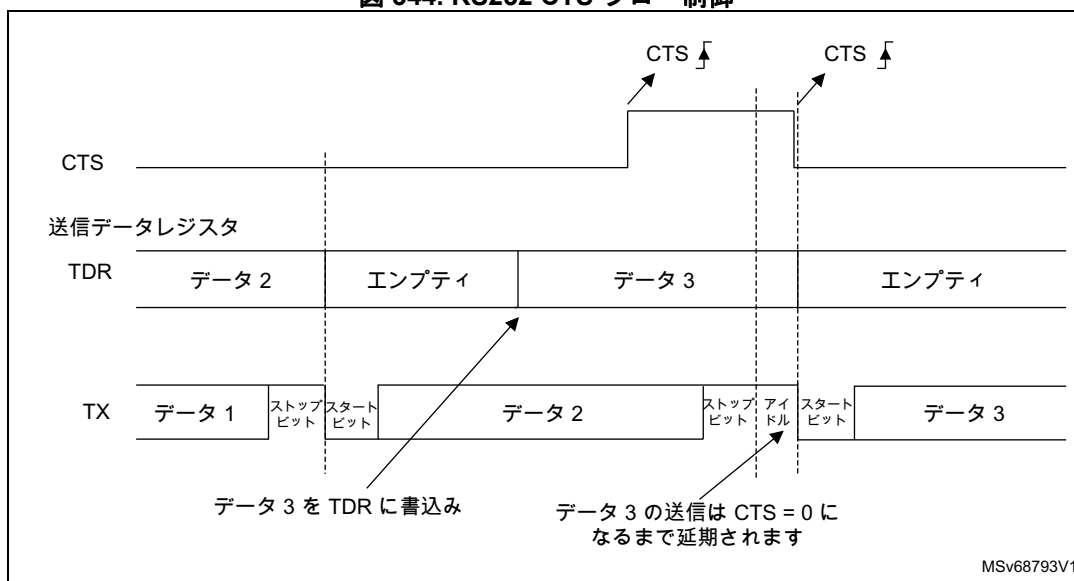 CTS
CTS
CTS
送信データレジスタ
TDR
データ 2
エンプティ
データ 3
エンプティ
TX
データ 1
ストップ
ビット
スタート
ビット
データ 2
ストップ
ビット
アイ
ドル
スタート
ビット
データ 3
データ 3 を TDR に書込み
データ 3 の送信は CTS = 0 に
なるまで延期されます
MSv68793V1